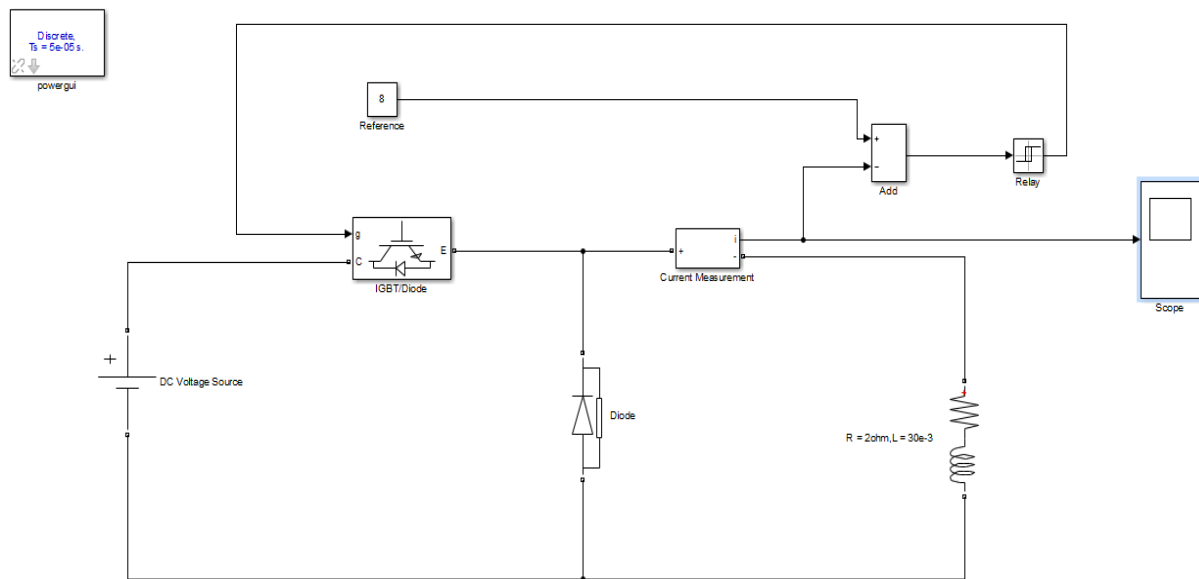 Discrete,
Ts = 5e-05 s.
powergui
8
Reference
+
−
Add
Relay
g
C
E
IGBT/Diode
+
i
-
Current Measurement
Scope
+
DC Voltage Source
Diode
+
R = 2ohm,L = 30e-3